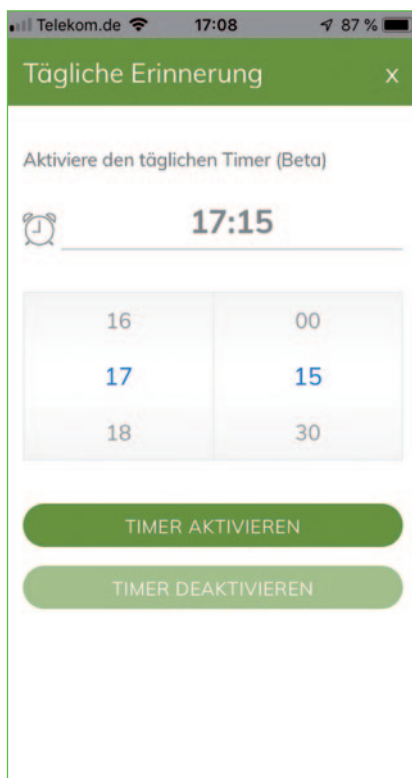 Telekom.de 17:08 87 %
Tägliche Erinnerung x
Aktiviere den täglichen Timer (Beta)
17:15
16 00
17 15
18 30
TIMER AKTIVIEREN
TIMER DEAKTIVIEREN